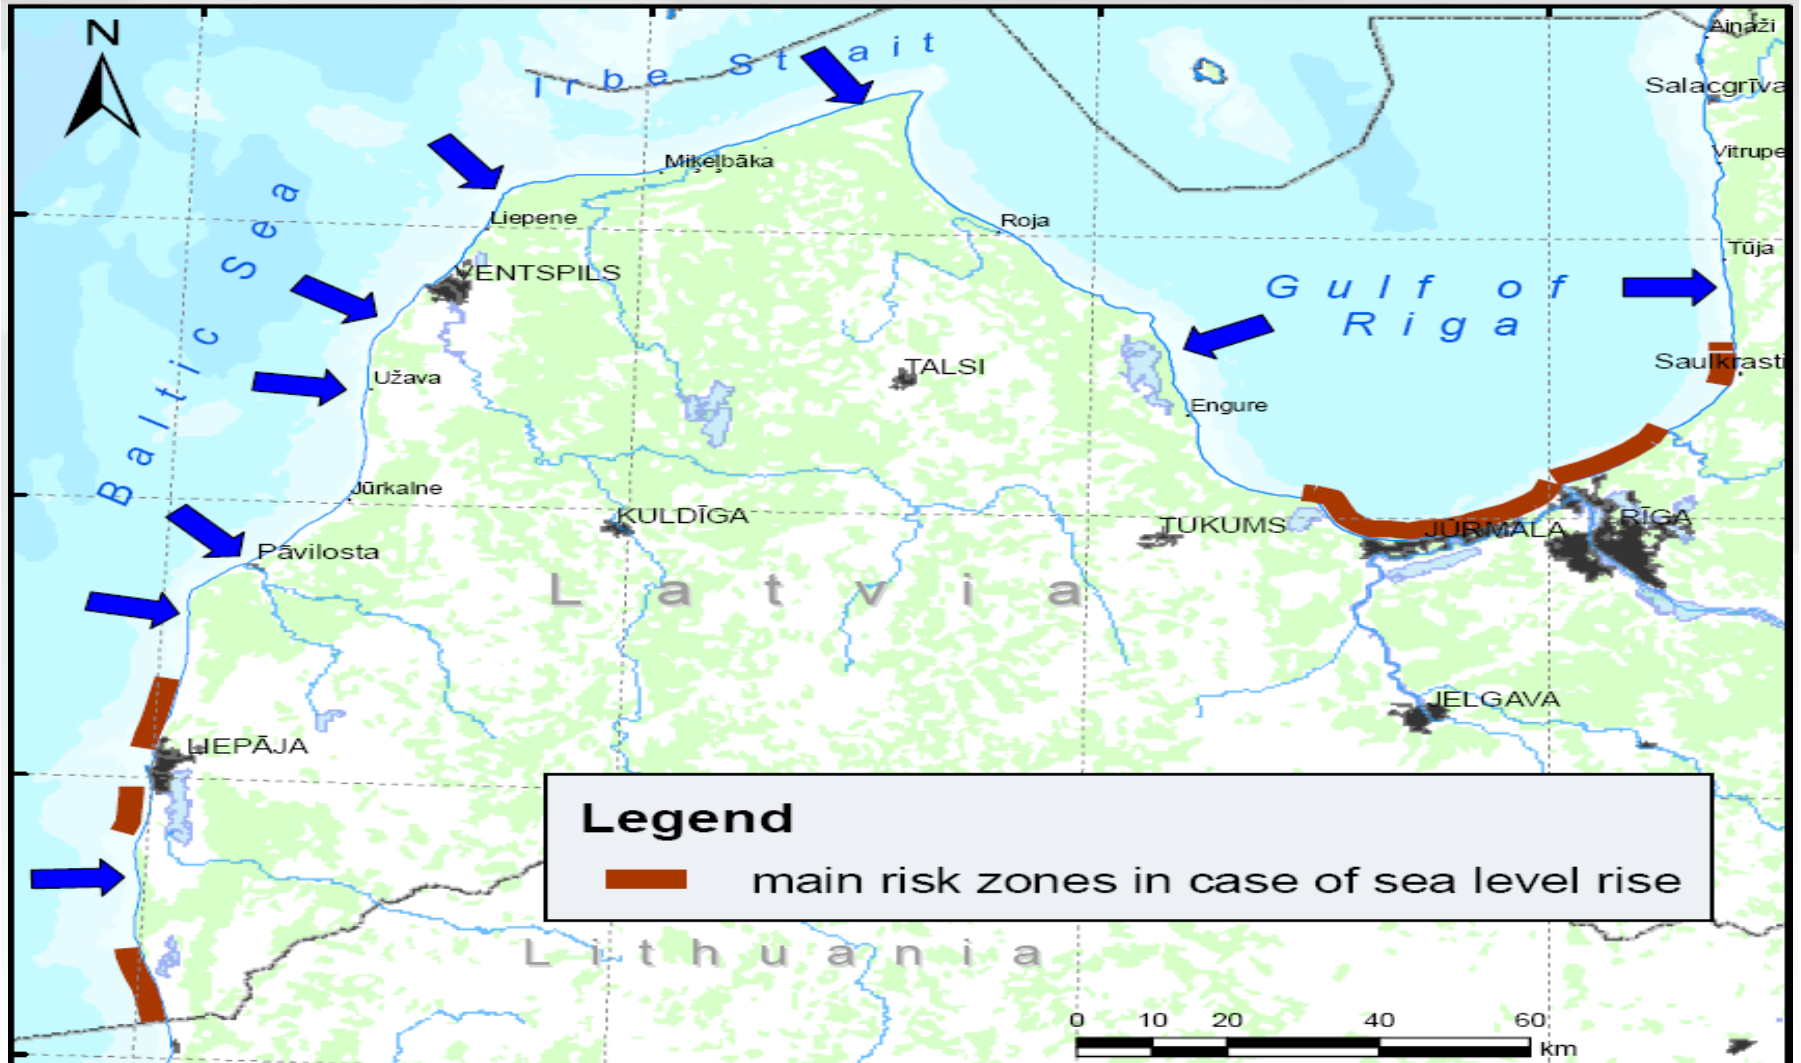 N
Irbe Strait
Ainaži
Salacgrīva
Vitrupe
Miķeļbāka
Baltic Sea
Liepene
Roja
Tūja
VENTSPILS
Gulf of
Riga
Užava
TALSI
Saulkrasti
Engure
Jūrkalne
KULDĪGA
TUKUMS
JŪRMALA
RĪGA
Pāvilosta
Latvia
JELGAVA
LIEPĀJA
Legend
main risk zones in case of sea level rise
Lithuania
0 10 20 40 60
km